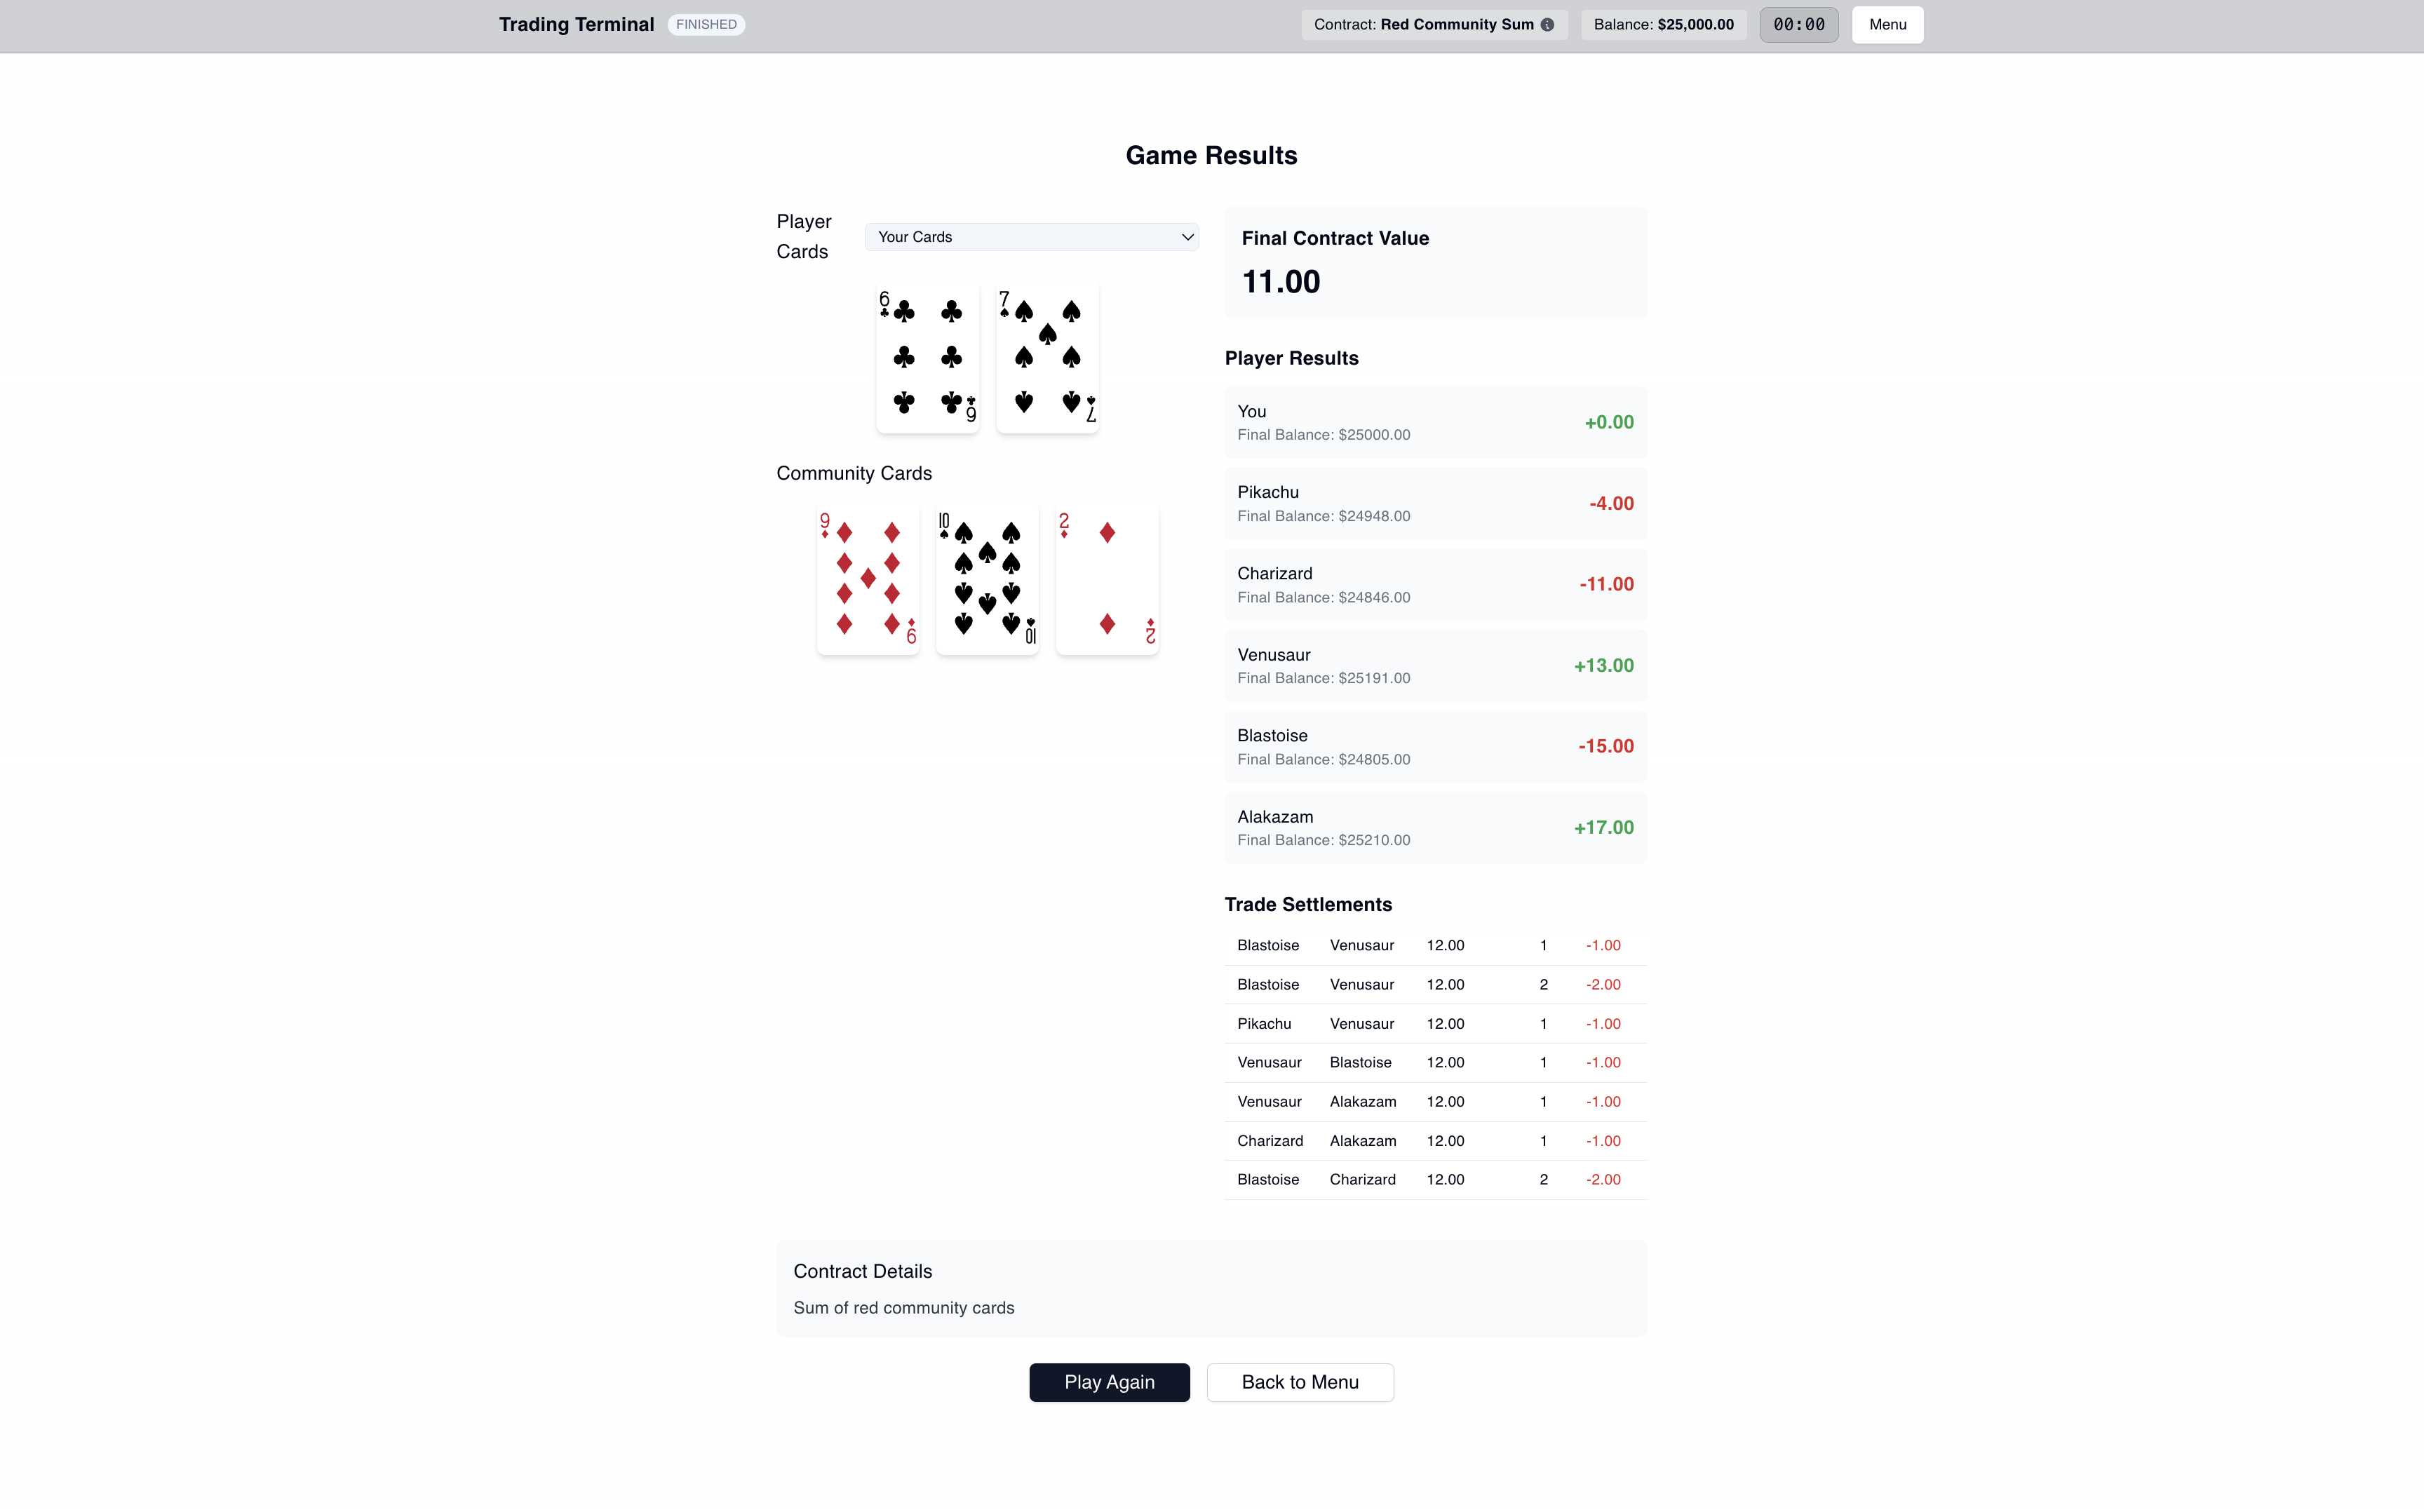 Trading Terminal FINISHED Contract: Red Community Sum Balance: $25,000.00 00:00 Menu
Game Results
Player
Cards
Your Cards
6 6 7 7
Community Cards
9 9 10 10 2 2
Final Contract Value
11.00
Player Results
You +0.00
Final Balance: $25000.00
Pikachu -4.00
Final Balance: $24948.00
Charizard -11.00
Final Balance: $24846.00
Venusaur +13.00
Final Balance: $25191.00
Blastoise -15.00
Final Balance: $24805.00
Alakazam +17.00
Final Balance: $25210.00
Trade Settlements
Blastoise Venusaur 12.00 1 -1.00
Blastoise Venusaur 12.00 2 -2.00
Pikachu Venusaur 12.00 1 -1.00
Venusaur Blastoise 12.00 1 -1.00
Venusaur Alakazam 12.00 1 -1.00
Charizard Alakazam 12.00 1 -1.00
Blastoise Charizard 12.00 2 -2.00
Contract Details
Sum of red community cards
Play Again Back to Menu